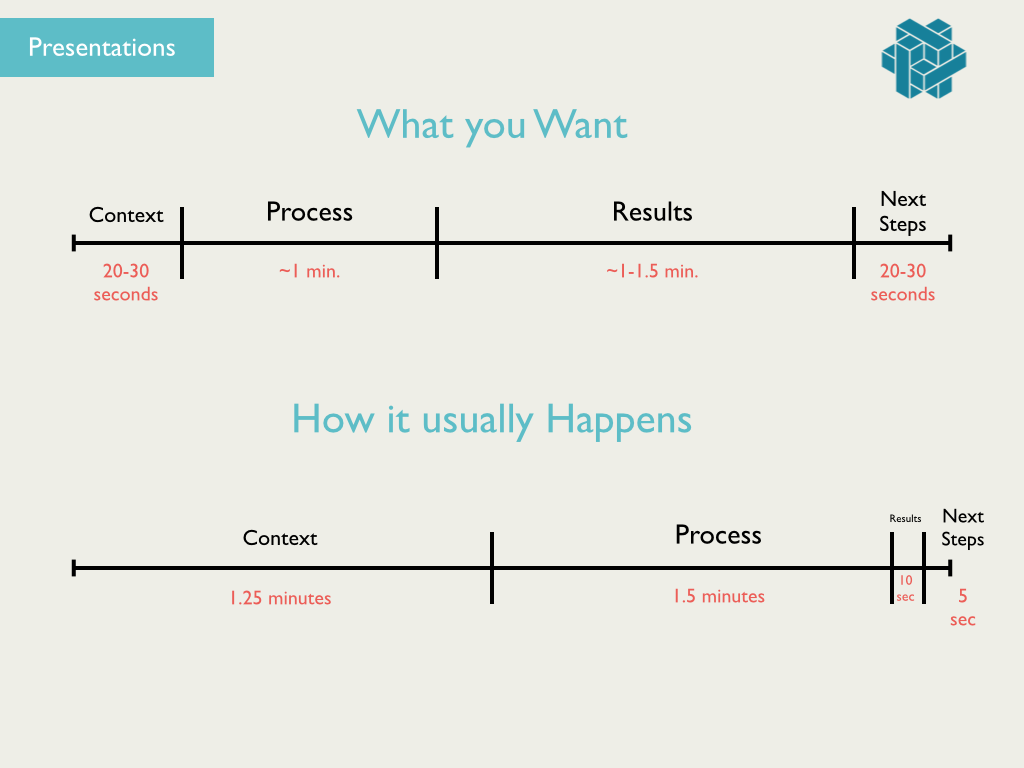 Presentations
What you Want
Context
Process
Results
Next
Steps
20-30
seconds
~1 min.
~1-1.5 min.
20-30
seconds
How it usually Happens
Context
Process
Results
Next
Steps
1.25 minutes
1.5 minutes
10
sec
5
sec